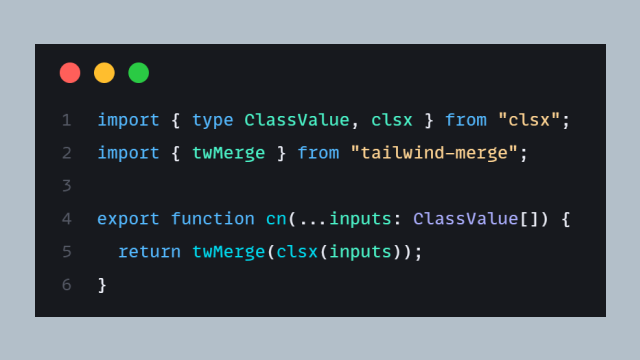 1 import { type ClassValue, clsx } from "clsx";
2 import { twMerge } from "tailwind-merge";
3
4 export function cn(...inputs: ClassValue[]) {
5   return twMerge(clsx(inputs));
6 }